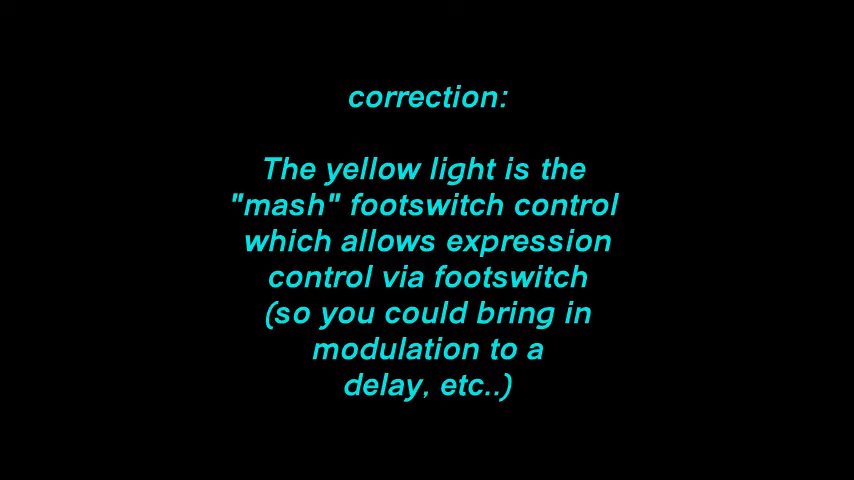 correction:
The yellow light is the
"mash" footswitch control
which allows expression
control via footswitch
(so you could bring in
modulation to a
delay, etc..)